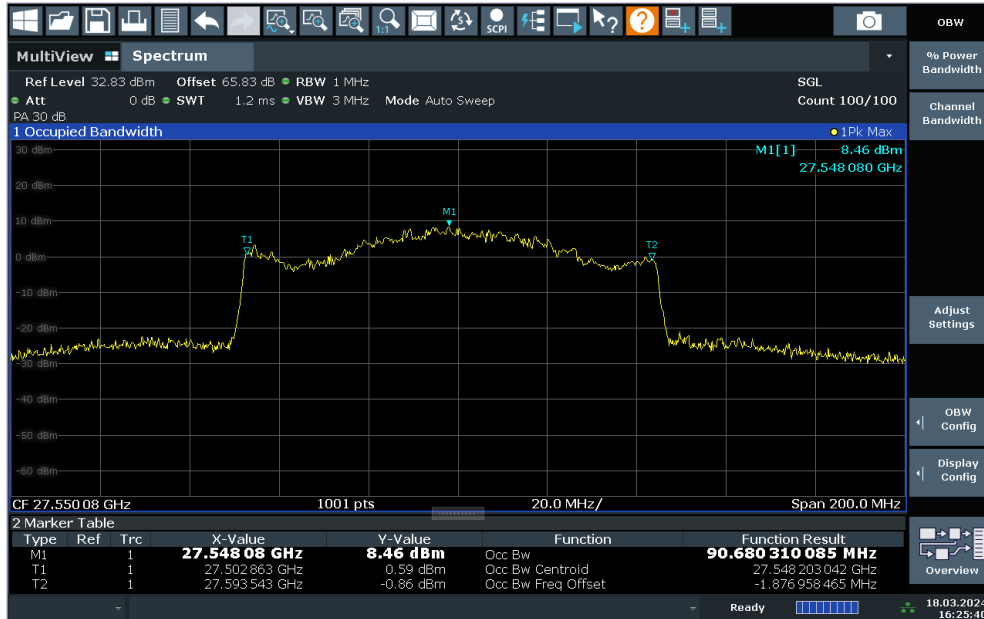 1:1
SCPI
OBW
MultiView Spectrum
% Power
Bandwidth
Ref Level 32.83 dBm Offset 65.83 dB RBW 1 MHz SGL
Att 0 dB SWT 1.2 ms VBW 3 MHz Mode Auto Sweep Count 100/100
PA 30 dB
Channel
Bandwidth
1 Occupied Bandwidth 1Pk Max
30 dBm
M1[1] 8.46 dBm
27.548 080 GHz
20 dBm
10 dBm
M1
T1
T2
0 dBm
-10 dBm
-20 dBm
-30 dBm
-40 dBm
-50 dBm
-60 dBm
Adjust
Settings
OBW
Config
Display
Config
CF 27.550 08 GHz 1001 pts 20.0 MHz/ Span 200.0 MHz
2 Marker Table
Type Ref Trc X-Value Y-Value Function Function Result
M1 1 27.548 08 GHz 8.46 dBm Occ Bw 90.680 310 085 MHz
T1 1 27.502 863 GHz 0.59 dBm Occ Bw Centroid 27.548 203 042 GHz
T2 1 27.593 543 GHz -0.86 dBm Occ Bw Freq Offset -1.876 958 465 MHz
Overview
Ready
18.03.2024
16:25:40